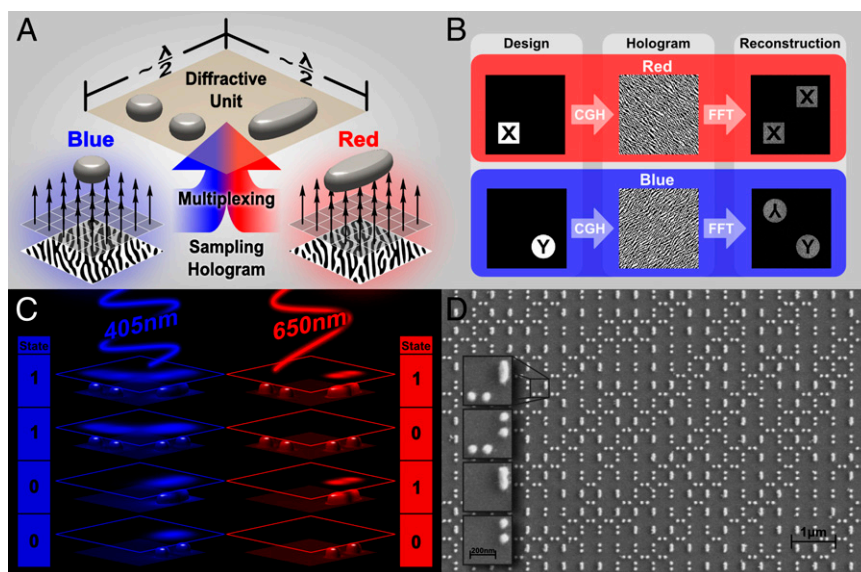 A
~ λ/2
~ λ/2
Diffractive
Unit
Blue
Red
Multiplexing
Sampling
Hologram
B
Design
Hologram
Reconstruction
Red
X
CGH
FFT
X
X
Blue
Y
CGH
FFT
Y
Y
C
405nm
650nm
State
State
1
1
1
0
0
1
0
0
D
200nm
1µm